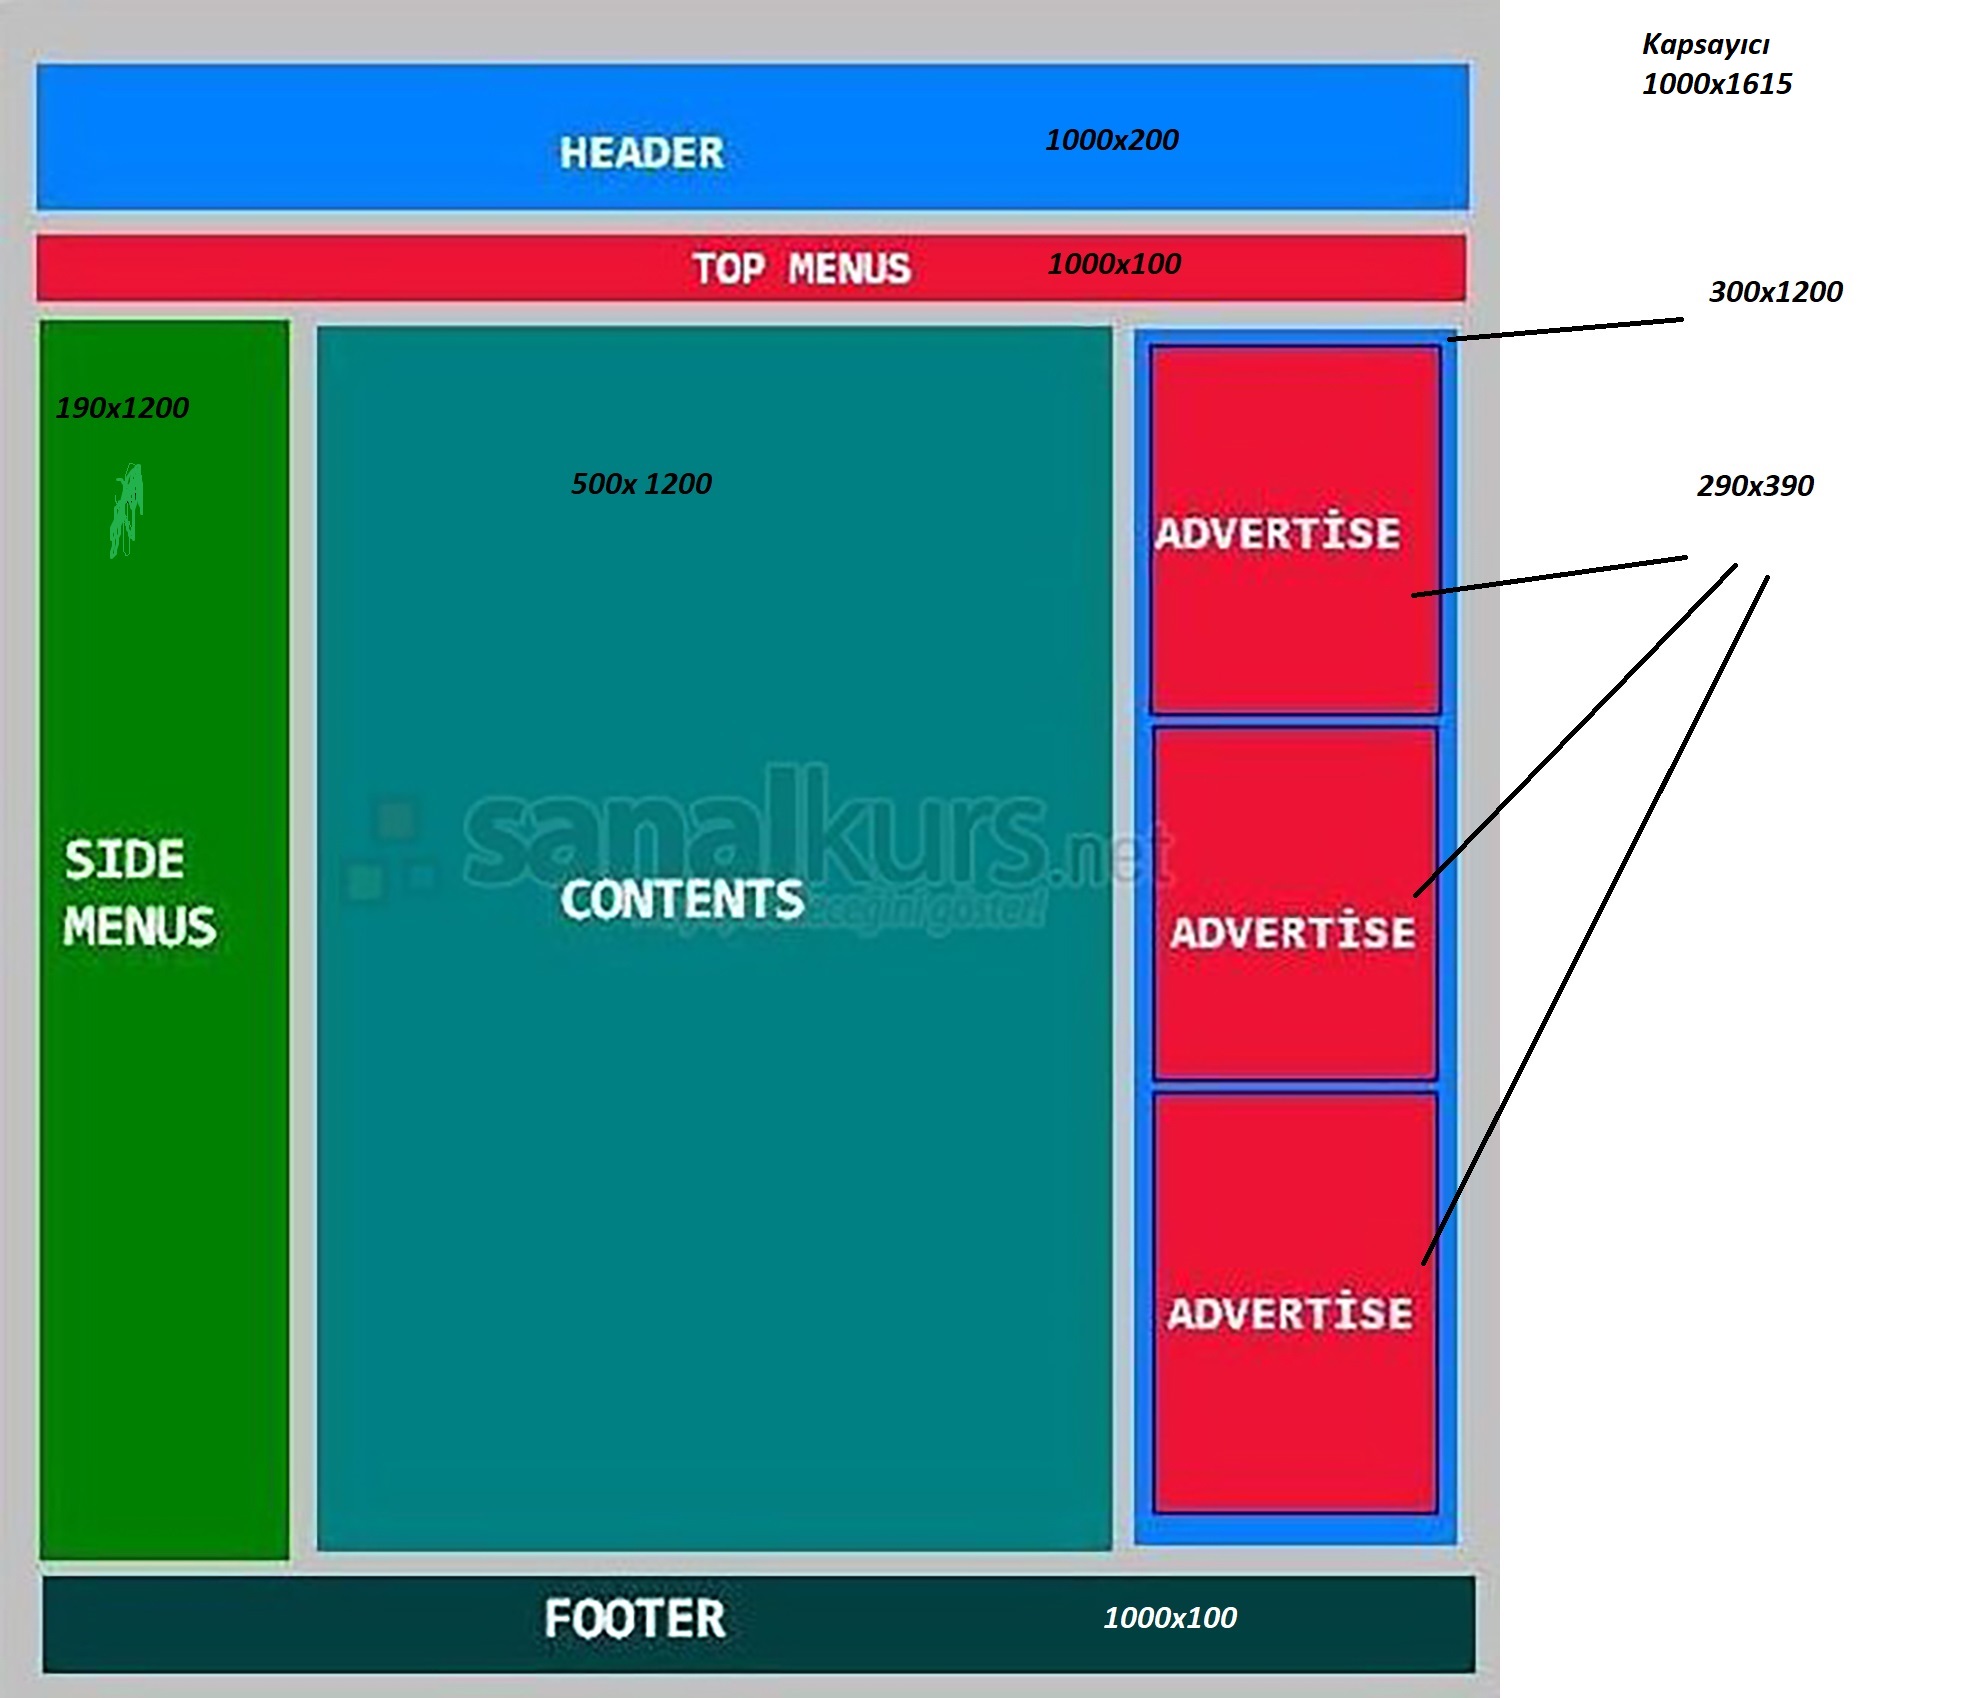 Kapsayıcı
1000x1615
HEADER
1000x200
TOP MENUS
1000x100
300x1200
190x1200
500x 1200
290x390
ADVERTİSE
SIDE
MENUS
sanalkurs.net
CONTENTS
ADVERTİSE
ADVERTİSE
FOOTER
1000x100